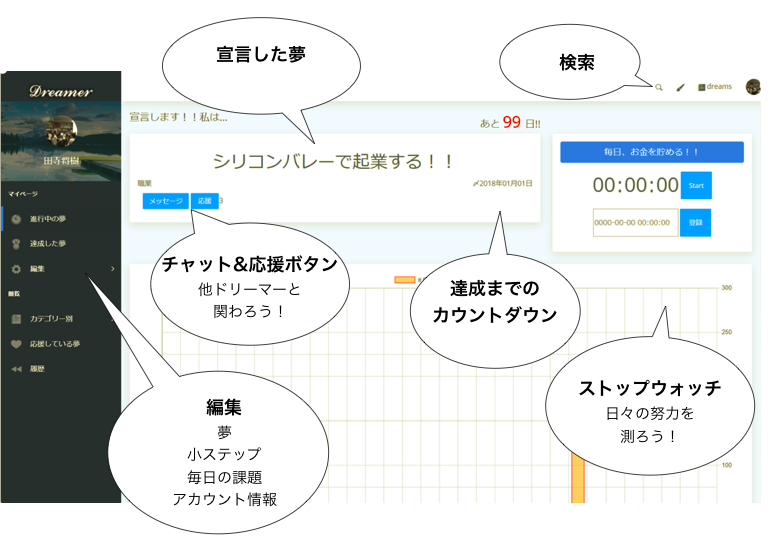 宣言した夢
検索
Dreamer
dreams
宣言します！！私は...
あと 99 日!!
田寺将樹
シリコンバレーで起業する！！
職業
〆2018年01月01日
メッセージ
応援
3
毎日、お金を貯める！！
00:00:00
Start
0000-00-00 00:00:00
登録
マイページ
進行中の夢
達成した夢
編集
閲覧
カテゴリー別
応援している夢
履歴
チャット&応援ボタン
他ドリーマーと
関わろう！
達成までの
カウントダウン
ストップウォッチ
日々の努力を
測ろう！
編集
夢
小ステップ
毎日の課題
アカウント情報
300
250
100